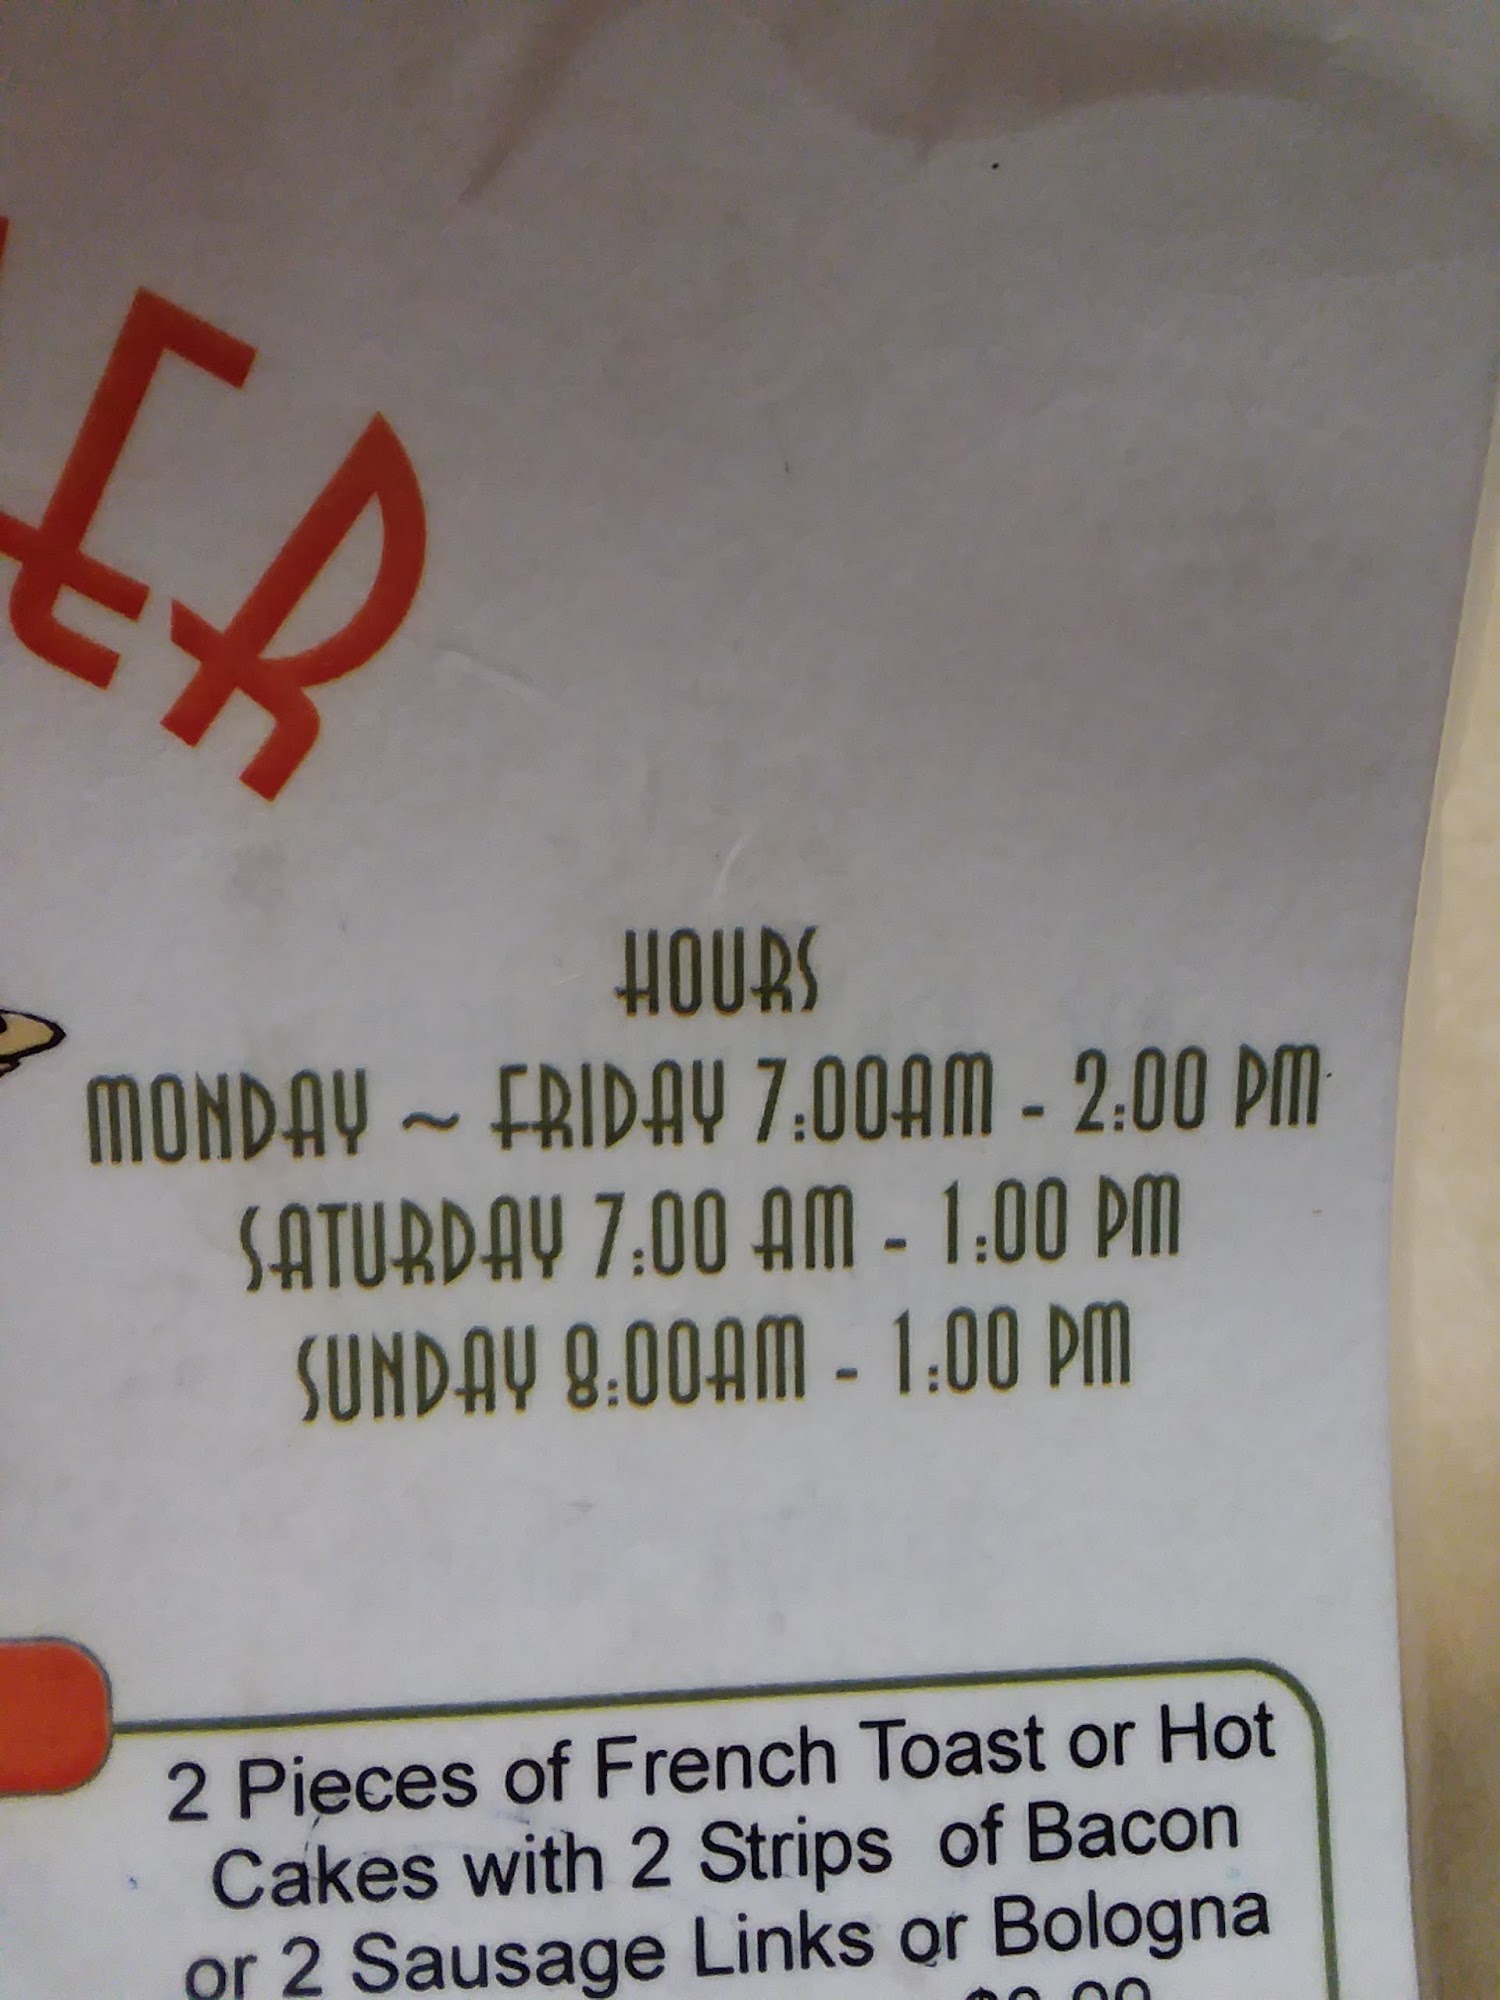 ER
HOURS
MONDAY ~ FRIDAY 7:00AM - 2:00 PM
SATURDAY 7:00 AM - 1:00 PM
SUNDAY 8:00AM - 1:00 PM
2 Pieces of French Toast or Hot
Cakes with 2 Strips of Bacon
or 2 Sausage Links or Bologna